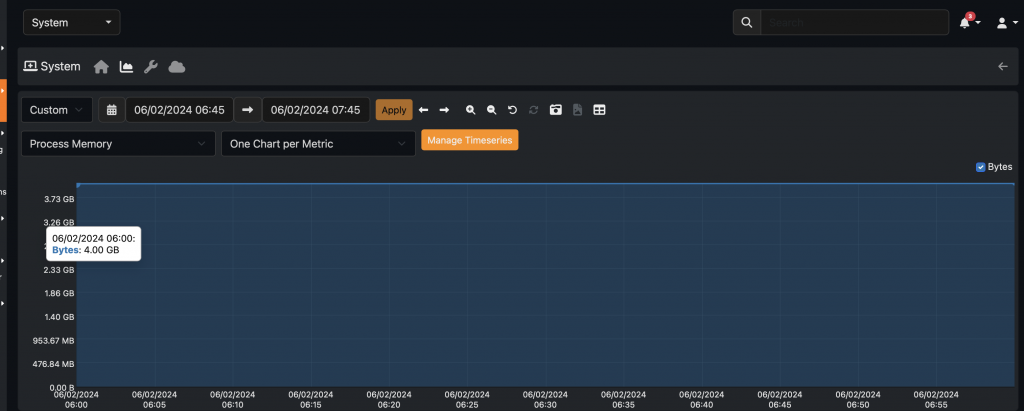 System
Search
3
System
Custom
06/02/2024 06:45
06/02/2024 07:45
Apply
Process Memory
One Chart per Metric
Manage Timeseries
Bytes
3.73 GB
3.26 GB
06/02/2024 06:00:
Bytes: 4.00 GB
2.33 GB
1.86 GB
1.40 GB
953.67 MB
476.84 MB
0.00 B
06/02/2024 06/02/2024 06/02/2024 06/02/2024 06/02/2024 06/02/2024 06/02/2024 06/02/2024 06/02/2024 06/02/2024 06/02/2024 06/02/2024
06:00 06:05 06:10 06:15 06:20 06:25 06:30 06:35 06:40 06:45 06:50 06:55